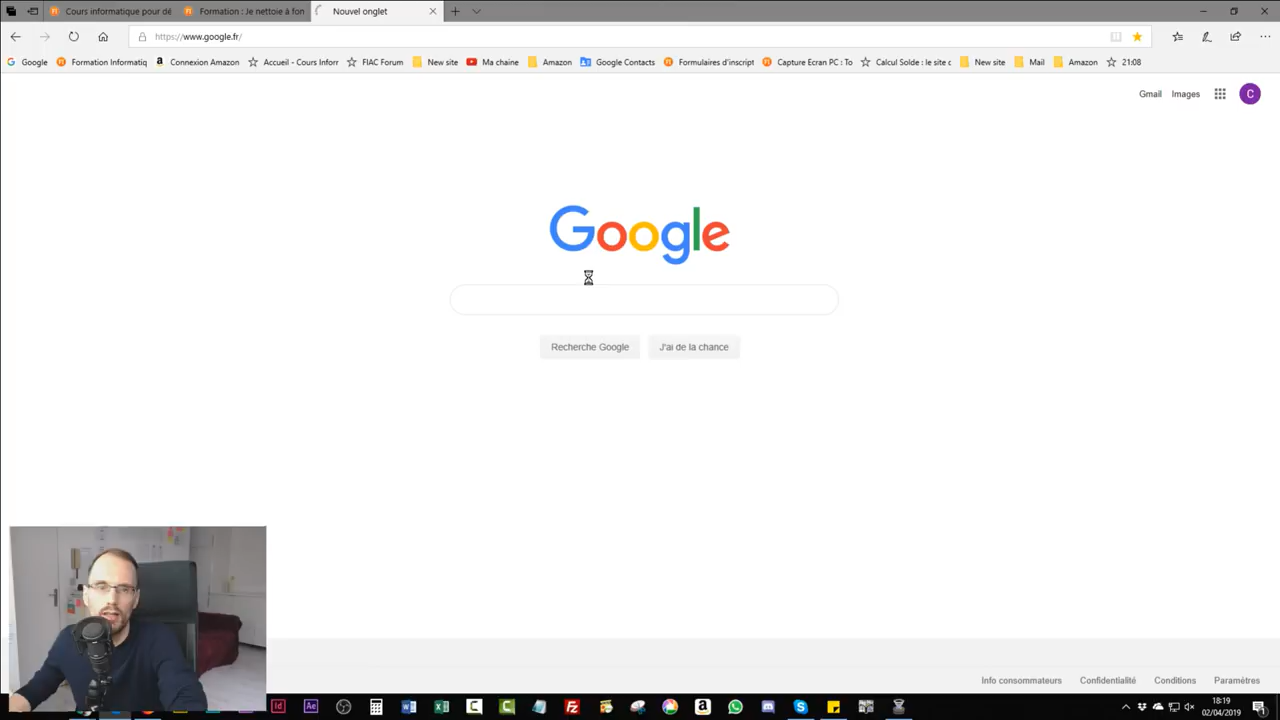 Cours informatique pour dé
Formation : Je nettoie à fon
Nouvel onglet
https://www.google.fr/
Google
Formation Informatiq
Connexion Amazon
Accueil - Cours Inforr
FIAC Forum
New site
Ma chaine
Amazon
Google Contacts
Formulaires d'inscript
Capture Ecran PC : To
Calcul Solde : le site c
New site
Mail
Amazon
21:08
Gmail
Images
C
Google
Recherche Google
J'ai de la chance
Info consommateurs
Confidentialité
Conditions
Paramètres
Id
Ae
18:19
02/04/2019